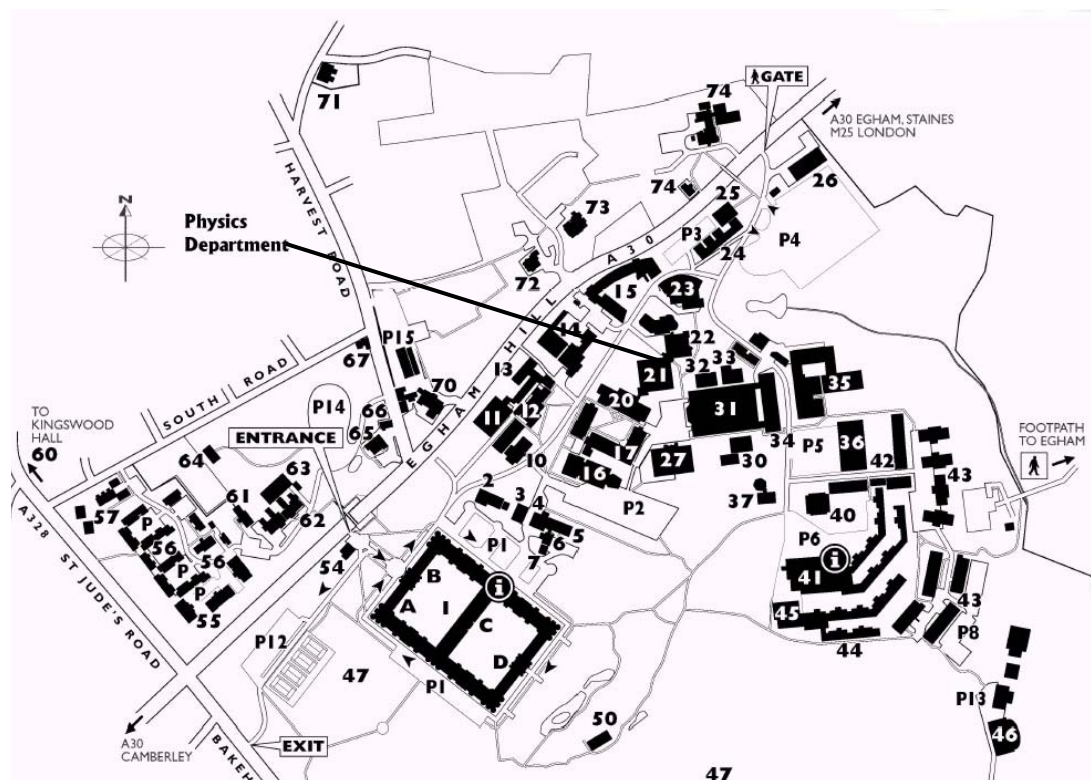 GATE
74
A30 EGHAM, STAINES
M25 LONDON
71
26
25
74
HARVEST ROAD
N
73
P3
P4
24
Physics
Department
A30
72
15
23
14
22
P15
67
13
21
32
33
35
SOUTH ROAD
70
12
20
31
P14
66
11
34
TO
KINGSWOOD
HALL
60
ENTRANCE
65
EGHAM HILL
10
17
27
30
P5
36
42
FOOTPATH
TO EGHAM
64
63
16
43
61
2
3
4
P2
37
40
57
P
62
5
56
6
P6
A328
P
56
P1
7
i
54
B
i
41
ST JUDE'S ROAD
P
A
I
C
45
43
55
P8
P12
D
44
47
P1
P13
50
46
A30
CAMBERLEY
EXIT
BAKEH
47